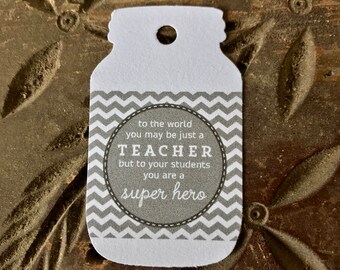 to the world
you may be just a
TEACHER
but to your students
you are a
super hero